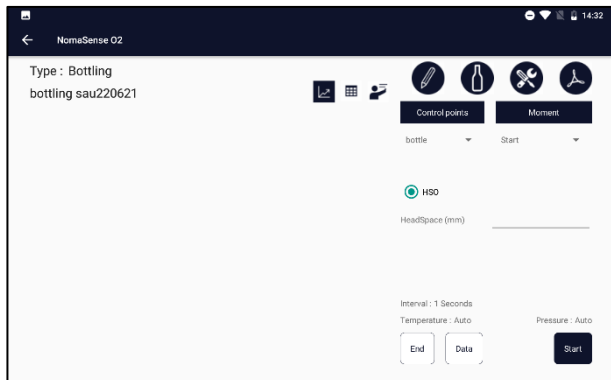 14:32
NomaSense O2
Type : Bottling
bottling sau220621
Control points
Moment
bottle
Start
HSO
HeadSpace (mm)
Interval : 1 Seconds
Temperature : Auto
Pressure : Auto
End
Data
Start